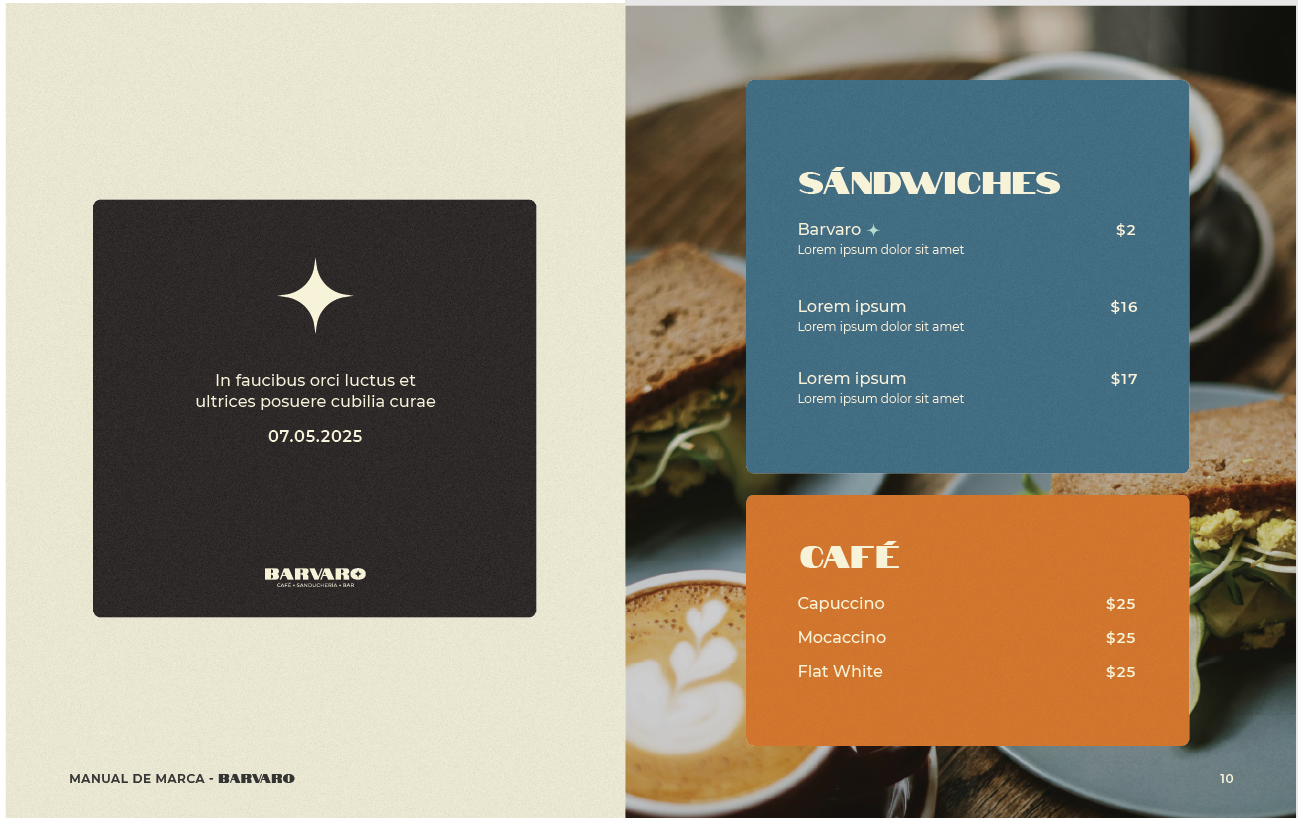 In faucibus orci luctus et
ultrices posuere cubilia curae
07.05.2025
BARVARO
CAFÉ • SANDUCHERÍA • BAR
MANUAL DE MARCA - BARVARO
SÁNDWICHES
Barvaro $2
Lorem ipsum dolor sit amet
Lorem ipsum $16
Lorem ipsum dolor sit amet
Lorem ipsum $17
Lorem ipsum dolor sit amet
CAFÉ
Capuccino $25
Mocaccino $25
Flat White $25
10